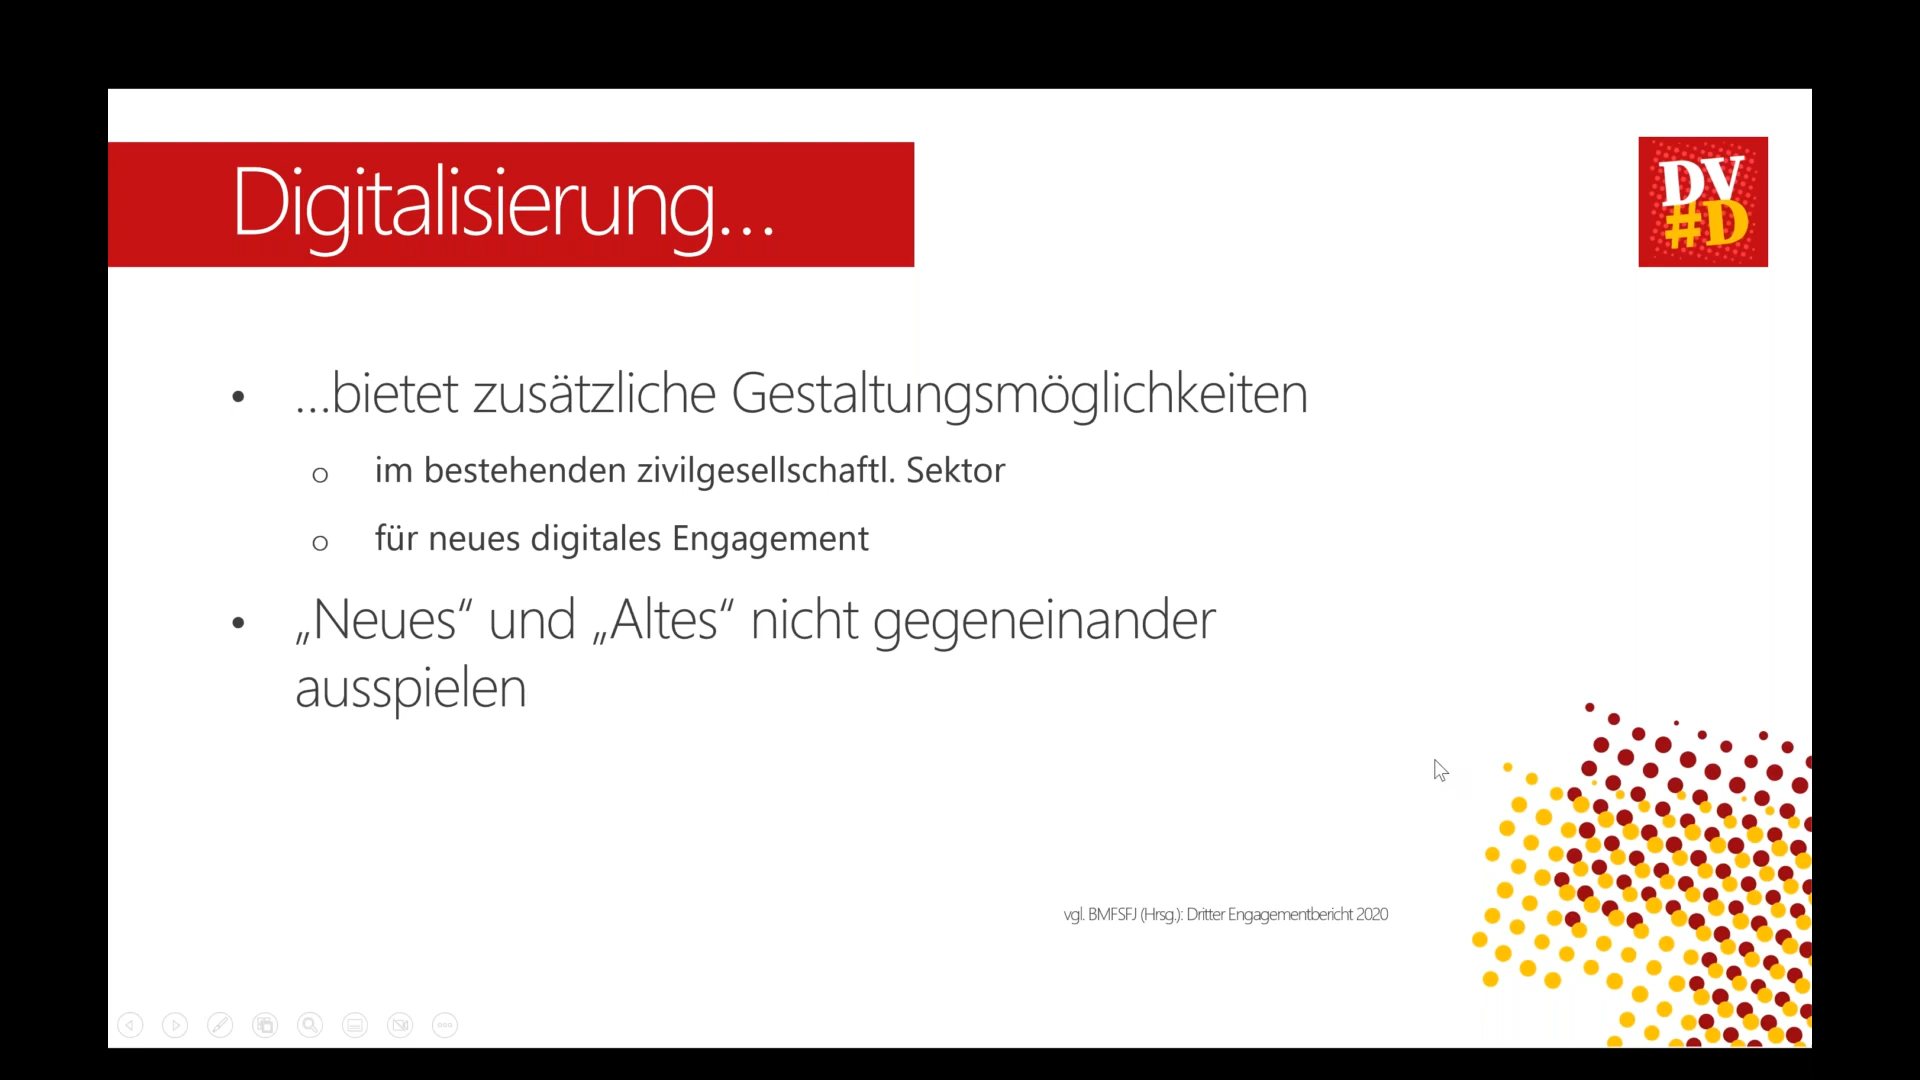 Digitalisierung...
DV
#D
• ...bietet zusätzliche Gestaltungsmöglichkeiten
o im bestehenden zivilgesellschaftl. Sektor
o für neues digitales Engagement
• „Neues“ und „Altes“ nicht gegeneinander
ausspielen
vgl. BMFSFJ (Hrsg.): Dritter Engagementbericht 2020